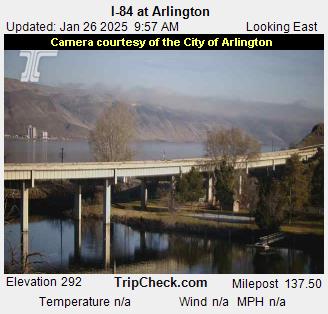 I-84 at Arlington
Updated: Jan 26 2025 9:57 AM Looking East
Camera courtesy of the City of Arlington
Elevation 292 TripCheck.com Milepost 137.50
Temperature n/a Wind n/a MPH n/a